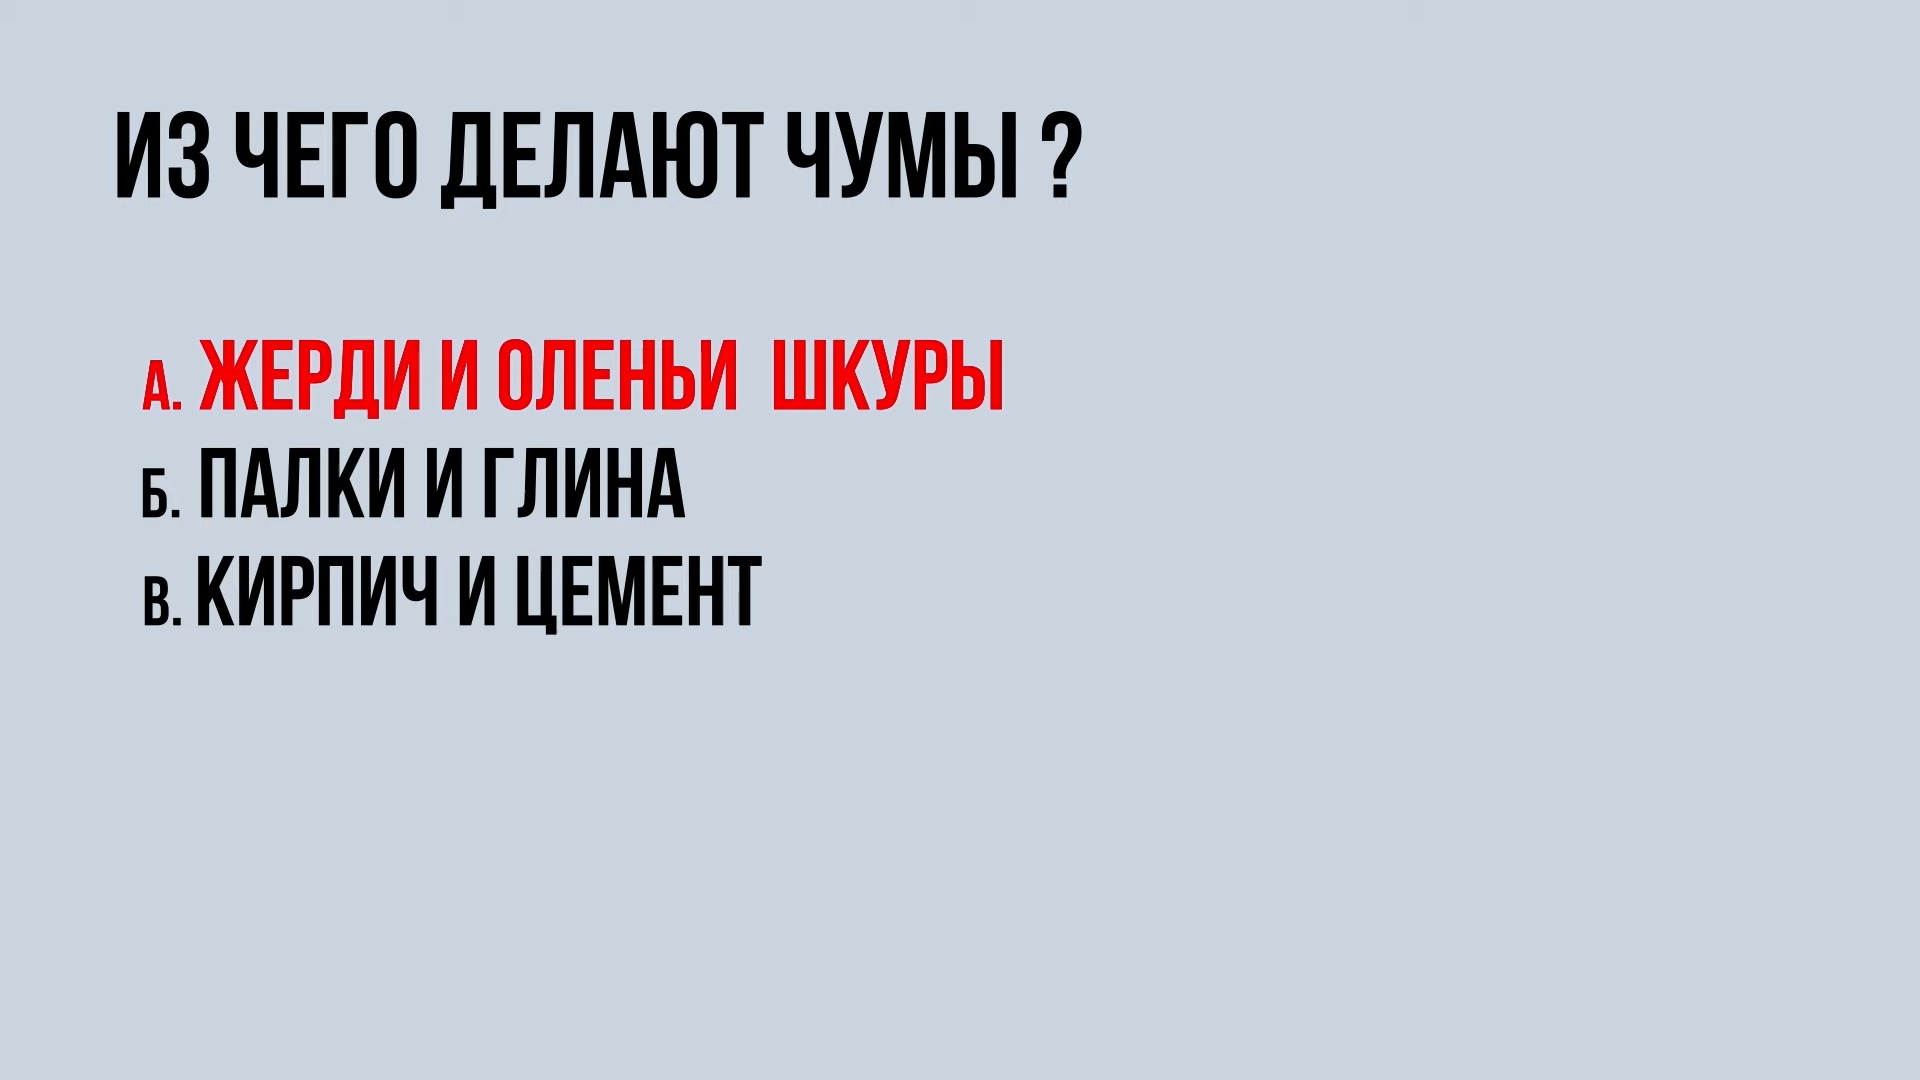 ИЗ ЧЕГО ДЕЛАЮТ ЧУМЫ ?
А. ЖЕРДИ И ОЛЕНЬИ ШКУРЫ
Б. ПАЛКИ И ГЛИНА
В. КИРПИЧ И ЦЕМЕНТ